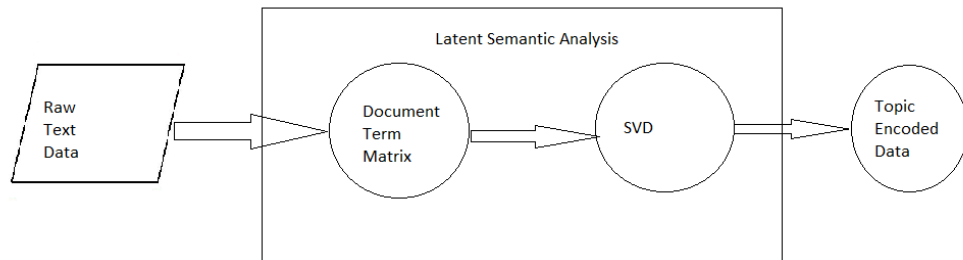 Latent Semantic Analysis
Raw
Text
Data
Document
Term
Matrix
SVD
Topic
Encoded
Data